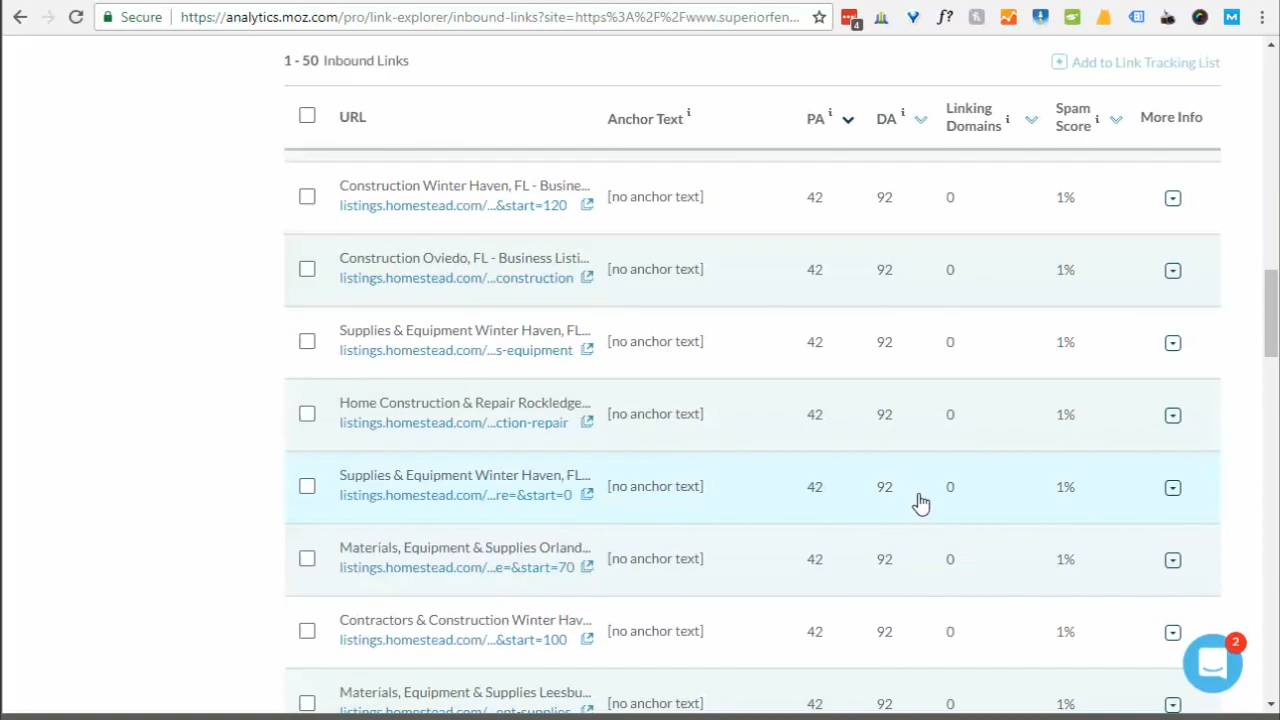 Secure https://analytics.moz.com/pro/link-explorer/inbound-links?site=https%3A%2F%2Fwww.superiorfen...
f?
4
M
1 - 50 Inbound Links
+ Add to Link Tracking List
URL
Anchor Text i
PA i
DA i
Linking Domains i
Spam Score i
More Info
Construction Winter Haven, FL - Busine...
listings.homestead.com/...&start=120
[no anchor text] 42 92 0 1%
Construction Oviedo, FL - Business Listi...
listings.homestead.com/...construction
[no anchor text] 42 92 0 1%
Supplies & Equipment Winter Haven, FL...
listings.homestead.com/...s-equipment
[no anchor text] 42 92 0 1%
Home Construction & Repair Rockledge...
listings.homestead.com/...ction-repair
[no anchor text] 42 92 0 1%
Supplies & Equipment Winter Haven, FL...
listings.homestead.com/...re=&start=0
[no anchor text] 42 92 0 1%
Materials, Equipment & Supplies Orland...
listings.homestead.com/...e=&start=70
[no anchor text] 42 92 0 1%
Contractors & Construction Winter Hav...
listings.homestead.com/...&start=100
[no anchor text] 42 92 0 1%
Materials, Equipment & Supplies Leesbu...
listings.homestead.com/...ent-supplies
[no anchor text] 42 92 0 1%
2